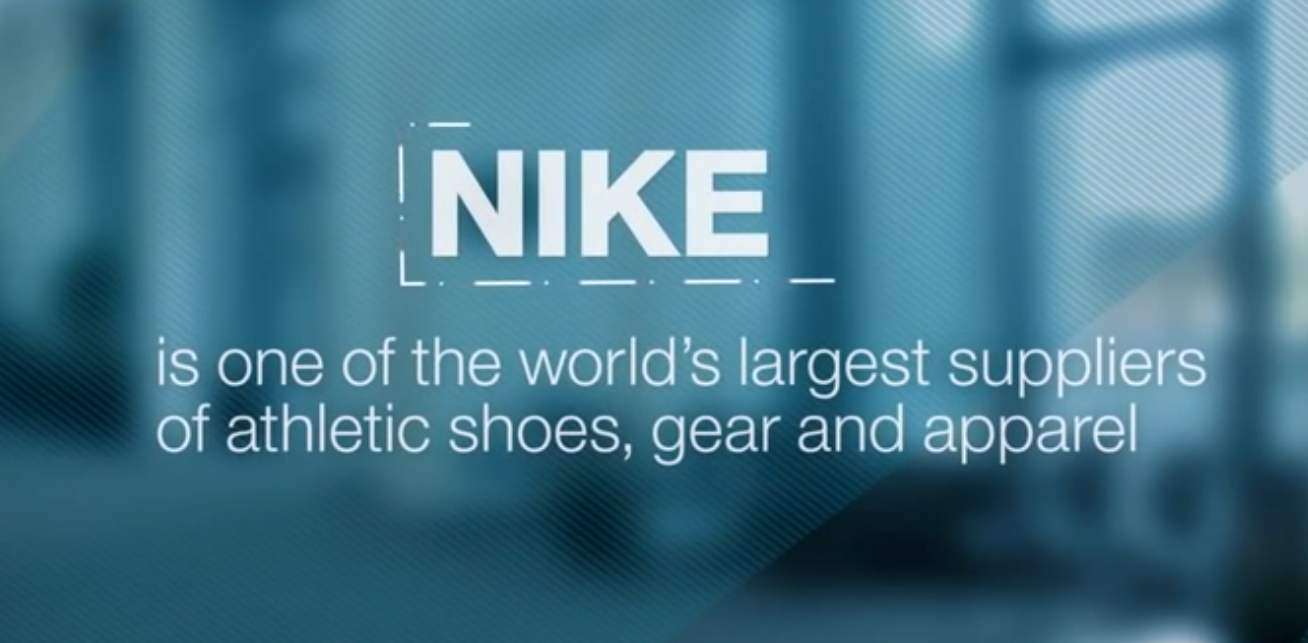 NIKE
is one of the world’s largest suppliers
of athletic shoes, gear and apparel